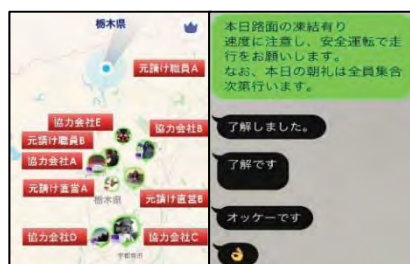 栃木県
元請け職員A
協力会社E
協力会社B
元請け職員B
協力会社A
元請け直営A
栃木県
元請け直営B
協力会社D
協力会社C
宇都宮市
本日路面の凍結有り
速度に注意し、安全運転で走
行をお願いします。
なお、本日の朝礼は全員集合
次第行います。
了解しました。
了解です
オッケーです
👌